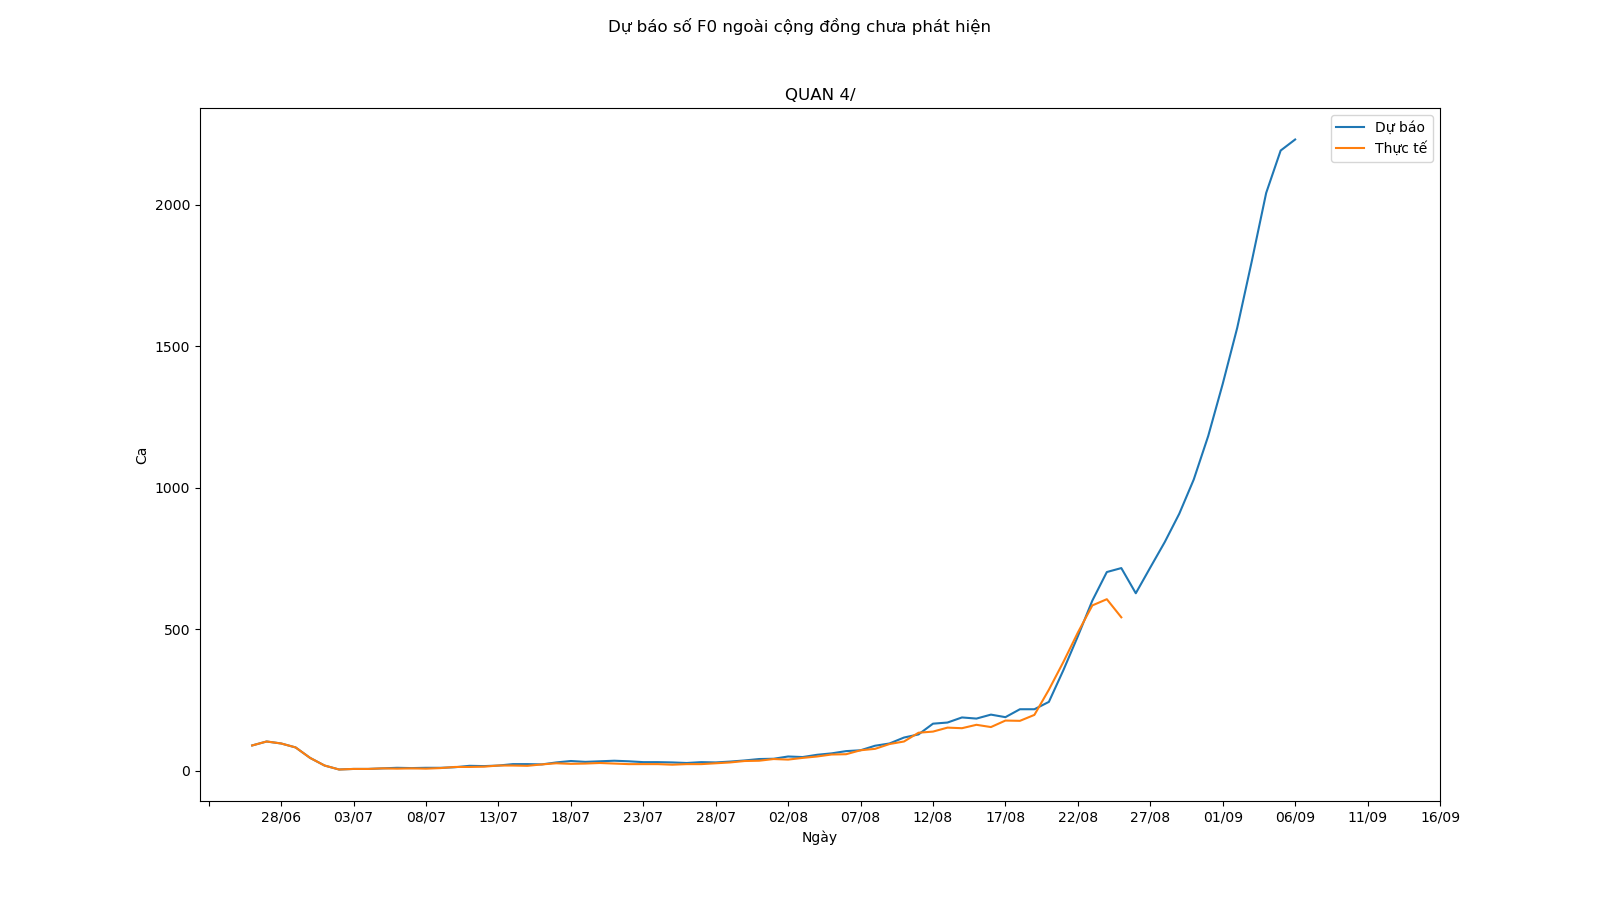 Dự báo số F0 ngoài cộng đồng chưa phát hiện
QUAN 4/
Dự báo
Thực tế
2000
1500
1000
500
0
Ca
28/06 03/07 08/07 13/07 18/07 23/07 28/07 02/08 07/08 12/08 17/08 22/08 27/08 01/09 06/09 11/09 16/09
Ngày